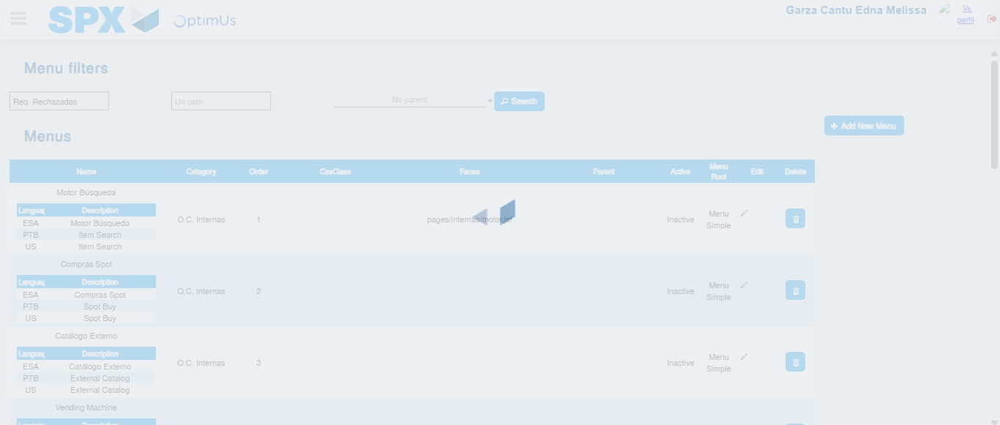 SPX OptimUs Garza Cantu Edna Melissa
perfil
Menu filters
Req. Rechazadas Url path No parent Search
Menus Add New Menu
Name Category Order CssClass Faces Parent Active Menu Root Edit Delete
Motor Búsqueda
Languag Description
ESA Motor Búsqueda
PTB Item Search
US Item Search
O.C. Internas 1 pages/internas/motor.jsf Inactive Menu Simple
Compras Spot
Languag Description
ESA Compras Spot
PTB Spot Buy
US Spot Buy
O.C. Internas 2 Inactive Menu Simple
Catálogo Externo
Languag Description
ESA Catálogo Externo
PTB External Catalog
US External Catalog
O.C. Internas 3 Inactive Menu Simple
Vending Machine